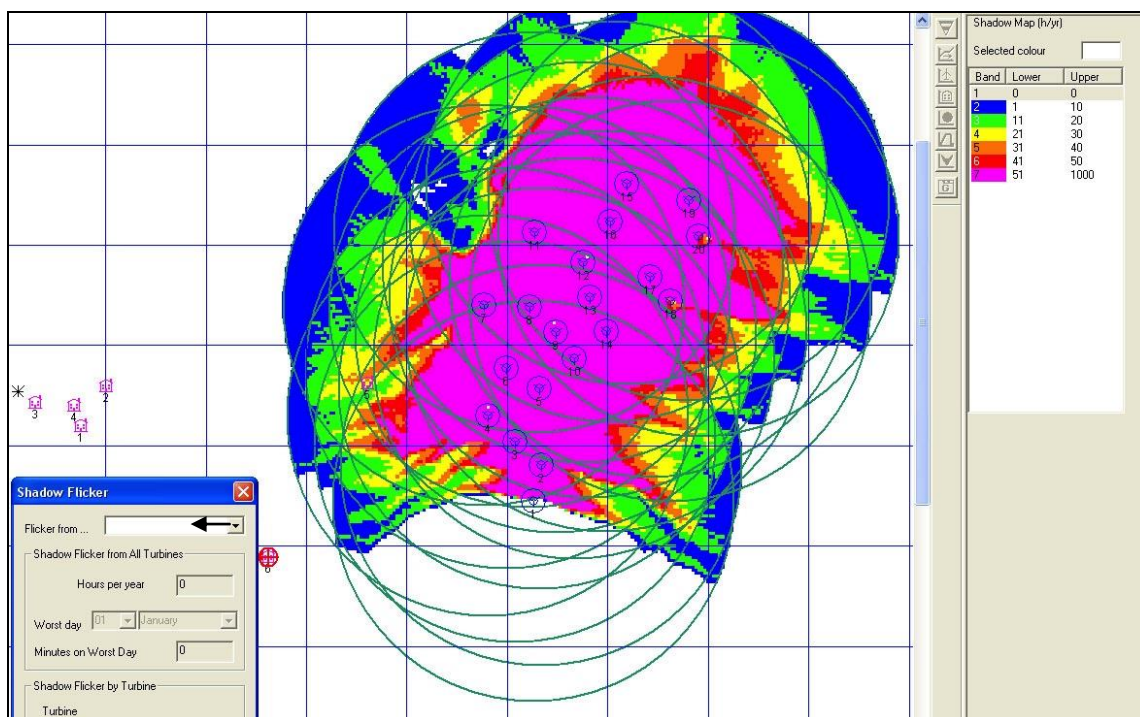 Shadow Map (h/yr)
Selected colour
Band Lower Upper
1 0 0
2 1 10
3 11 20
4 21 30
5 31 40
6 41 50
7 51 1000
15
19
16
11
20
12
17
13
18
7
8
9
14
10
6
5
5
2
3
4
1
4
3
2
1
6
Shadow Flicker
Flicker from ...
Shadow Flicker from All Turbines
Hours per year 0
Worst day 01 January
Minutes on Worst Day 0
Shadow Flicker by Turbine
Turbine